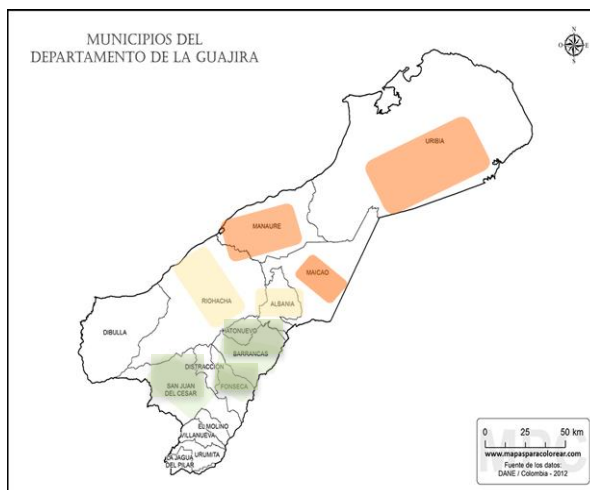 MUNICIPIOS DEL
DEPARTAMENTO DE LA GUAJIRA
N
O
E
S
URIBIA
MANAURE
MAICAO
RIOHACHA
ALBANIA
DIBULLA
HATONUEVO
BARRANCAS
DISTRACCIÓN
SAN JUAN
DEL CESAR
FONSECA
EL MOLINO
VILLANUEVA
LA JAGUA
DEL PILAR
URUMITA
0 25 50 km
MPC
www.mapasparacolorear.com
Fuente de los datos:
DANE / Colombia - 2012